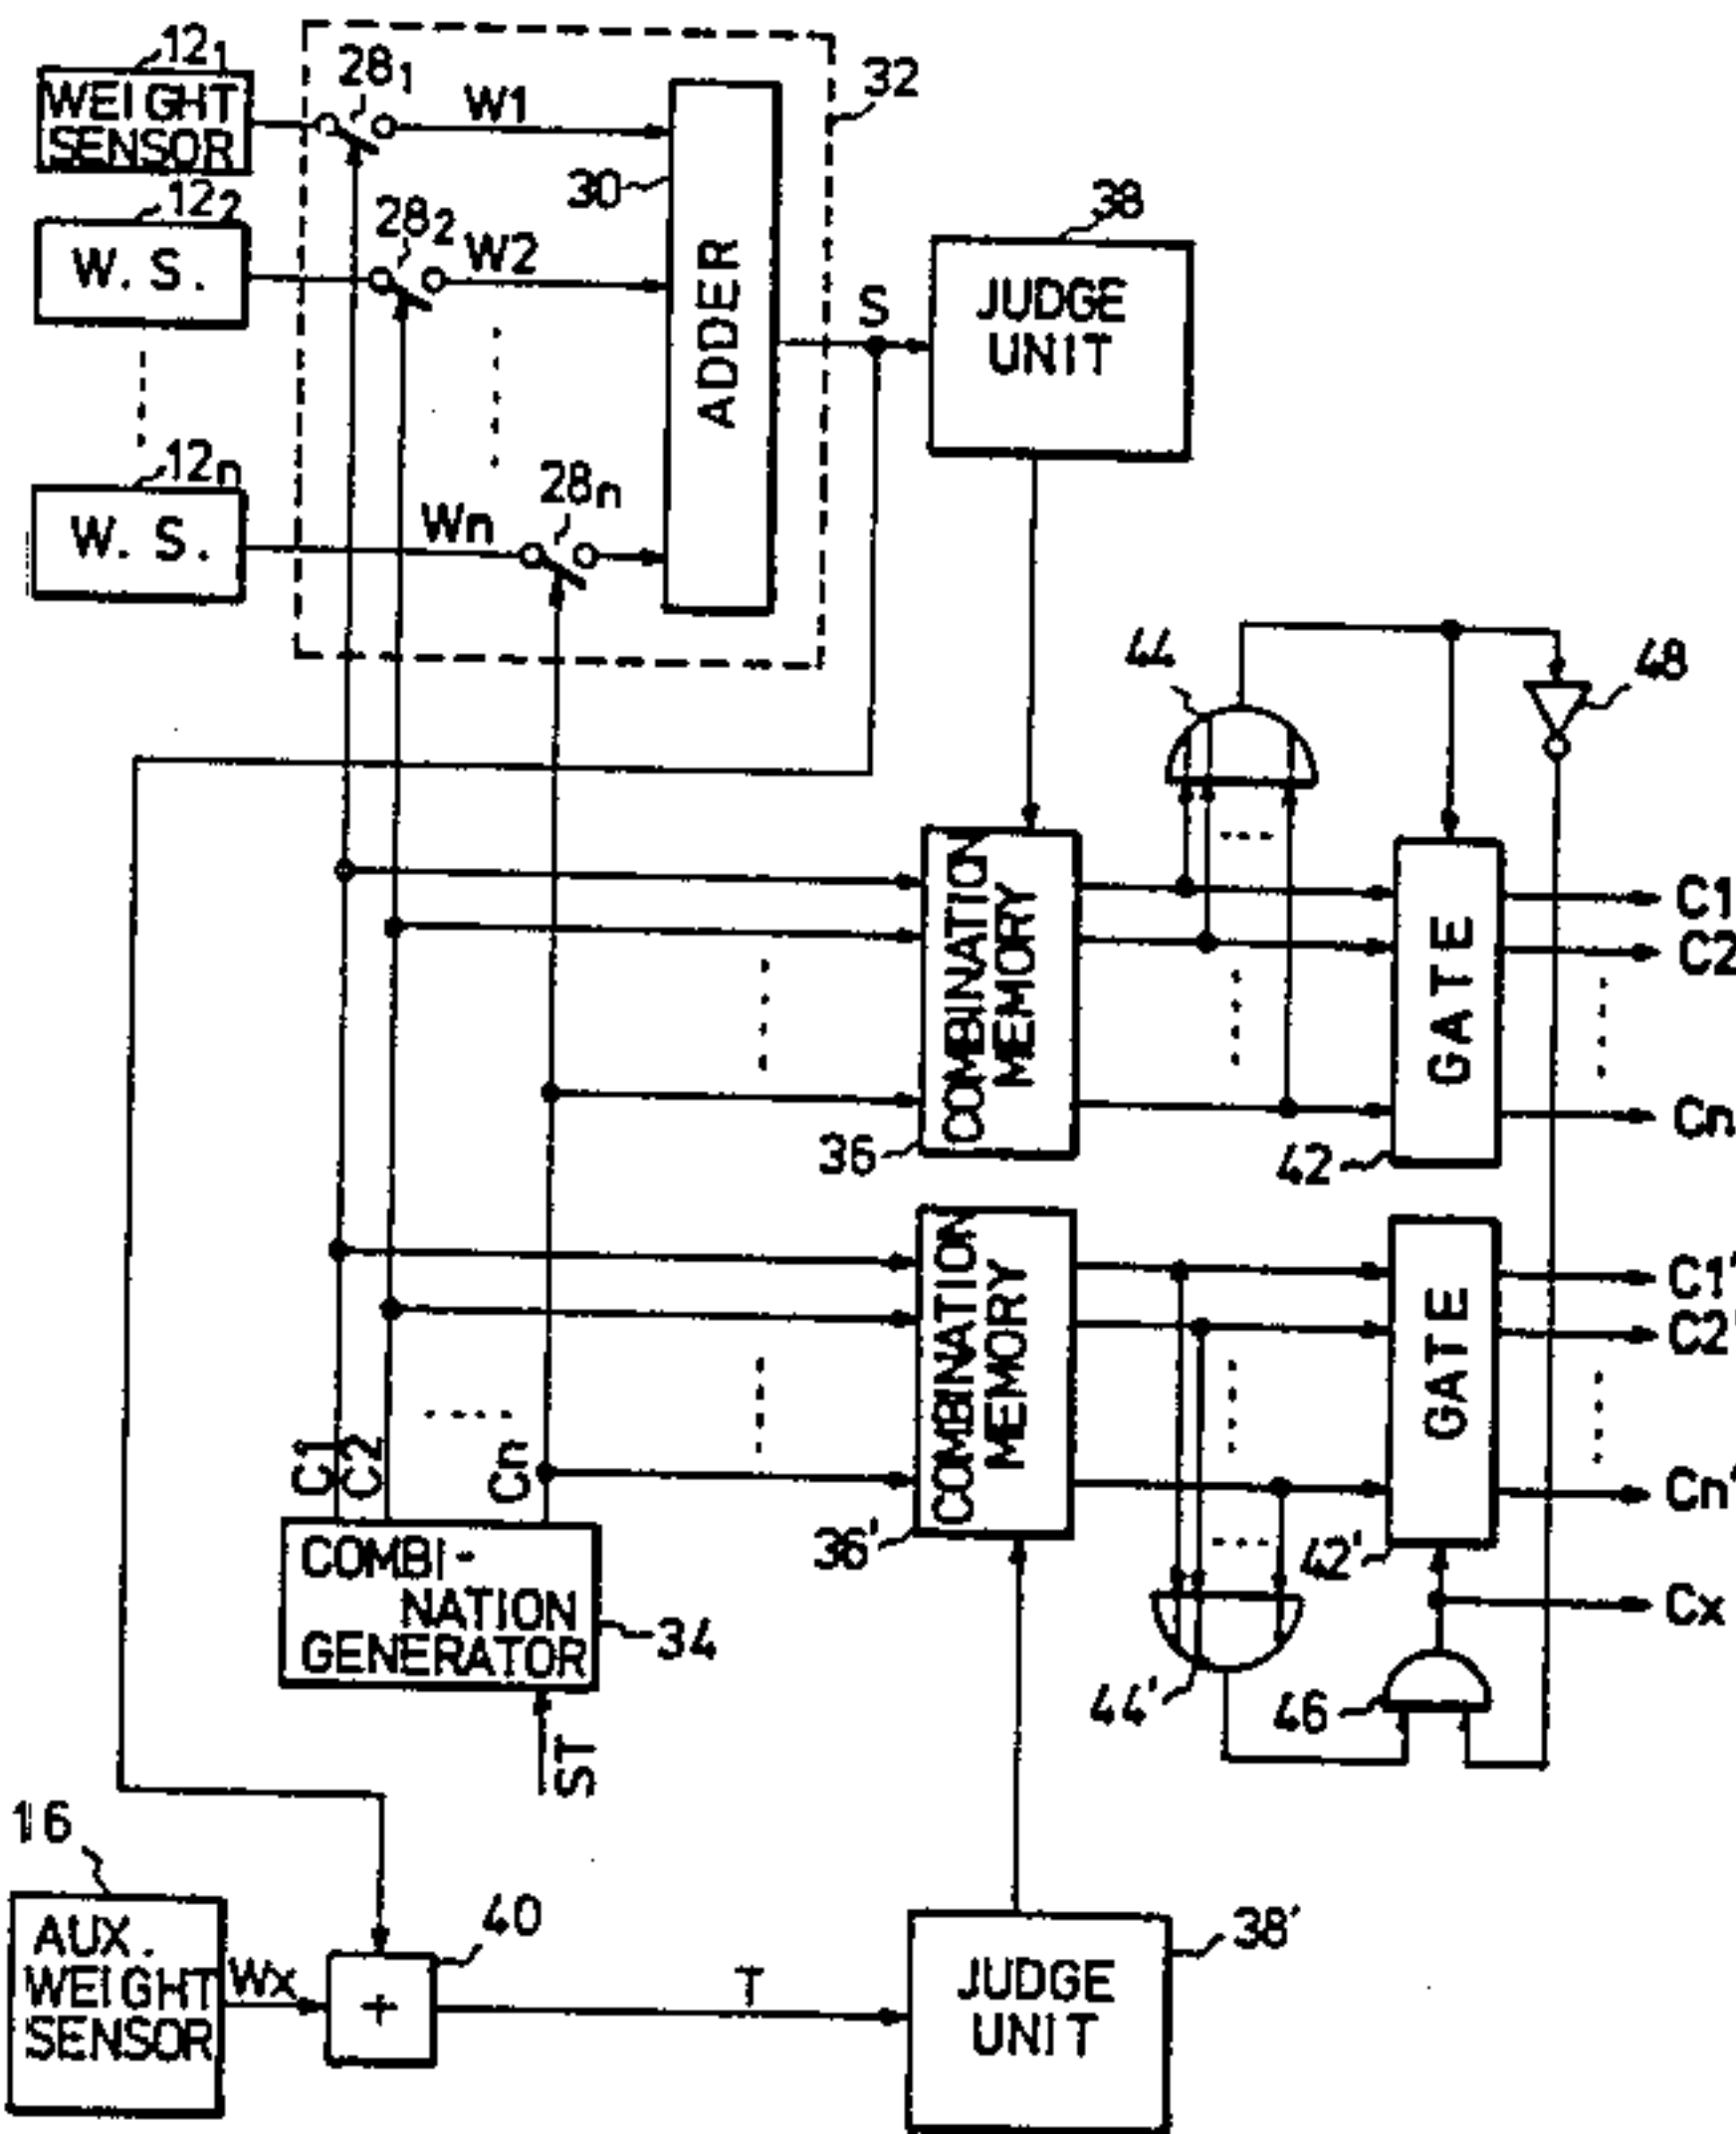 12₁
WEIGHT
SENSOR
28₁
W1
32
12₂
W. S.
28₂
W2
30
ADDER
S
38
JUDGE
UNIT
12n
W. S.
Wn
28n
44
48
COMBINATION
MEMORY
36
GATE
42
C1
C2
Cn
COMBINATION
MEMORY
36'
GATE
42'
C1'
C2'
Cn'
Cx
C1
C2
Cn
COMBI-
NATION
GENERATOR
34
ST
44'
46
16
AUX.
WEIGHT
SENSOR
Wx
40
+
T
38'
JUDGE
UNIT